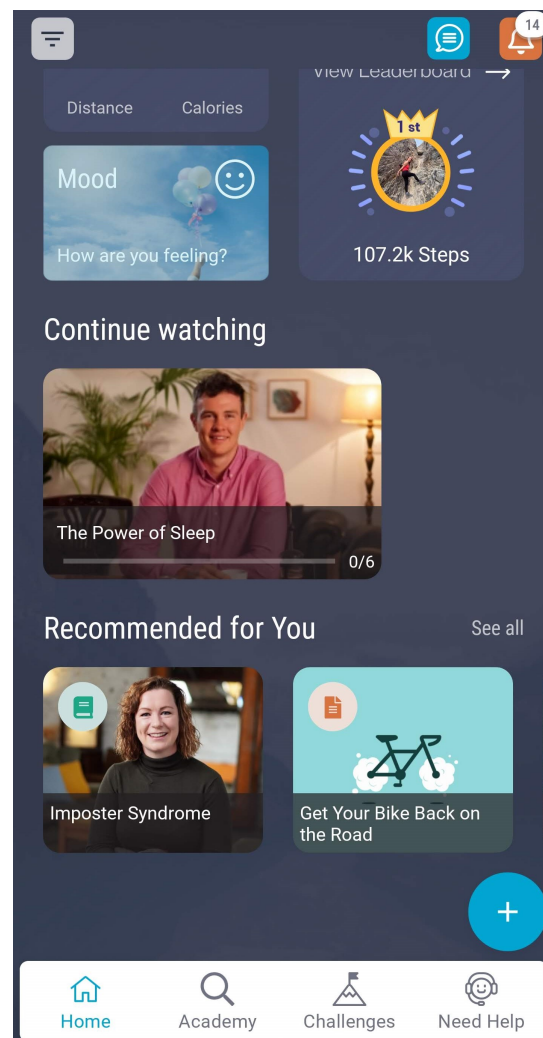 14
View Leaderboard
Distance
Calories
1 st
Mood
How are you feeling?
107.2k Steps
Continue watching
The Power of Sleep
0/6
Recommended for You
See all
Imposter Syndrome
Get Your Bike Back on
the Road
Home
Academy
Challenges
Need Help